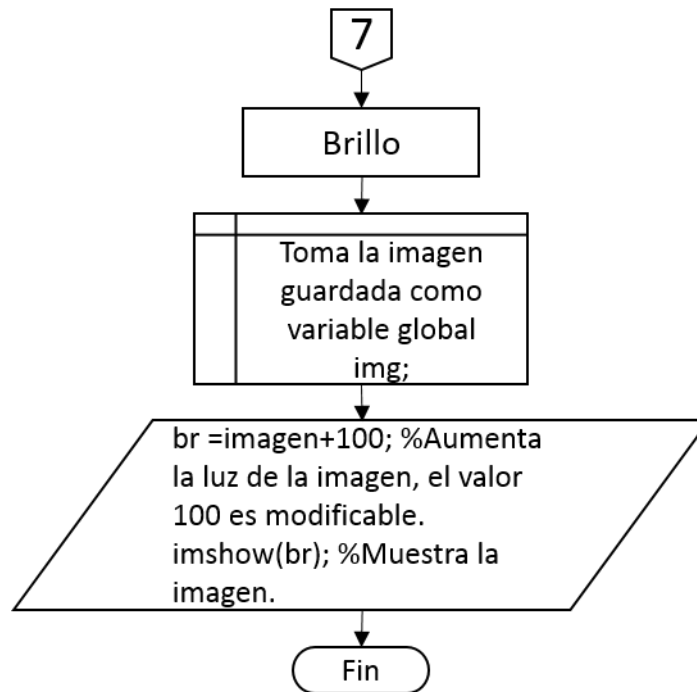 7
Brillo
Toma la imagen
guardada como
variable global
img;
br =imagen+100; %Aumenta
la luz de la imagen, el valor
100 es modificable.
imshow(br); %Muestra la
imagen.
Fin